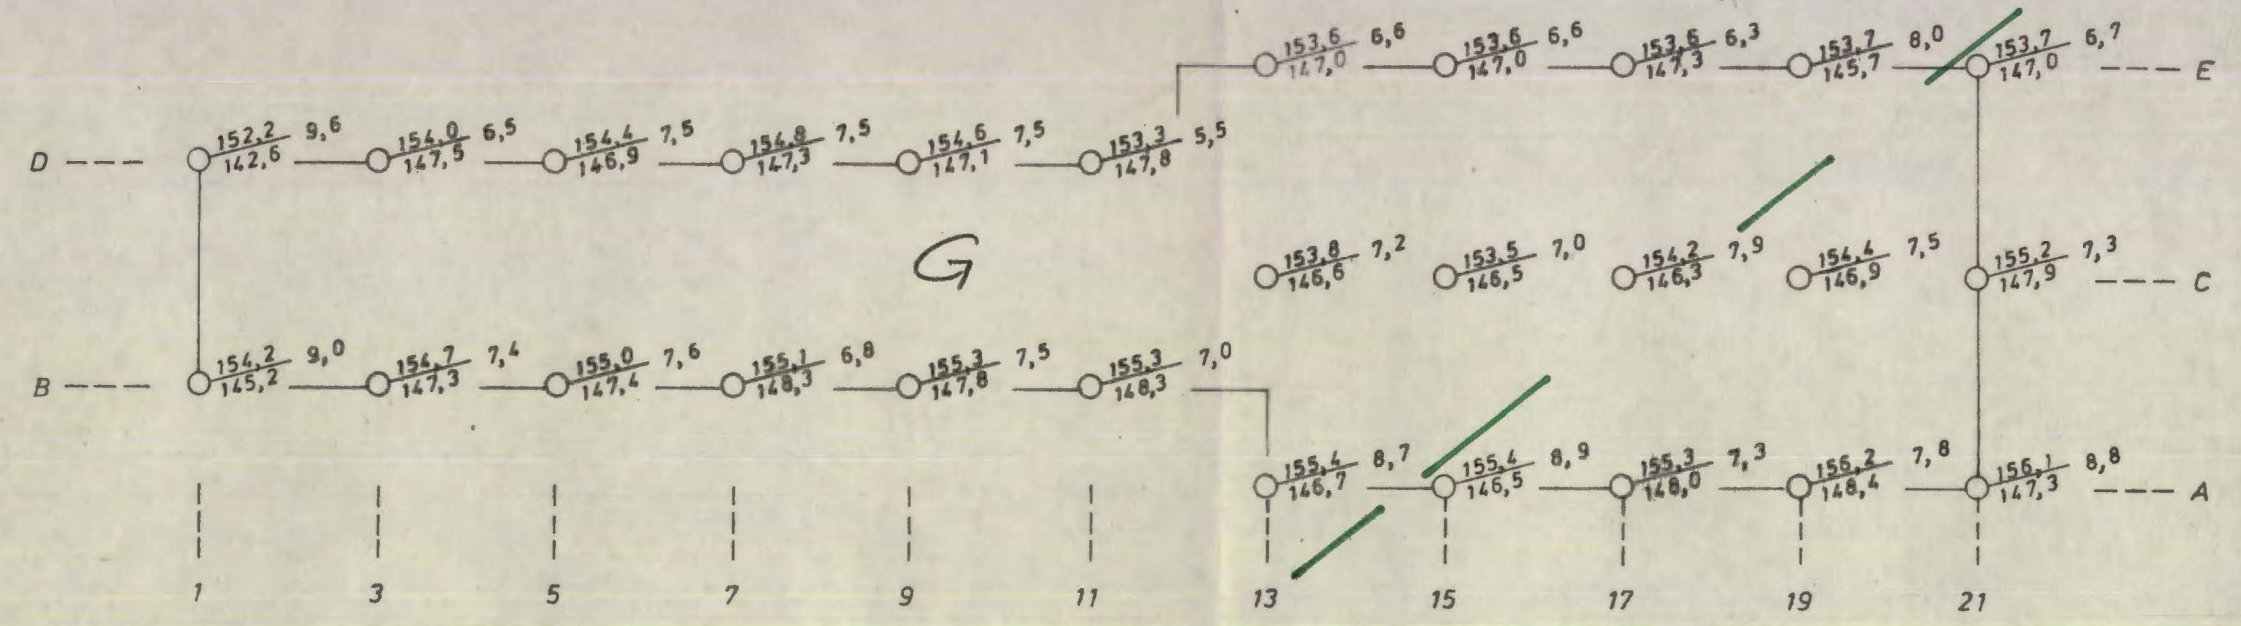 153,6 6,6 153,6 6,6 153,6 6,3 153,7 8,0 153,7 6,7
147,0 147,0 147,3 145,7 147,0 E
152,2 9,6 154,0 6,5 154,4 7,5 154,8 7,5 154,6 7,5 153,3 5,5
D 142,6 147,5 146,9 147,3 147,1 147,8
G
153,8 7,2 153,5 7,0 154,2 7,9 154,4 7,5 155,2 7,3
146,6 146,5 146,3 146,9 147,9 C
154,2 9,0 154,7 7,4 155,0 7,6 155,1 6,8 155,3 7,5 155,3 7,0
B 145,2 147,3 147,4 148,3 147,8 148,3
155,4 8,7 155,4 8,9 155,3 7,3 156,2 7,8 156,1 8,8
146,7 146,5 148,0 148,4 147,3 A
1 3 5 7 9 11 13 15 17 19 21